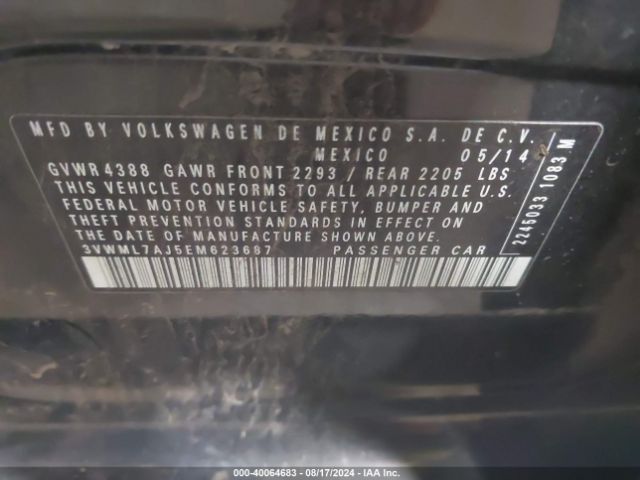 MFD BY VOLKSWAGEN DE MEXICO S.A. DE C.V.
MEXICO 05/14
GVWR 4388 GAWR FRONT 2293 / REAR 2205 LBS
THIS VEHICLE CONFORMS TO ALL APPLICABLE U.S.
FEDERAL MOTOR VEHICLE SAFETY, BUMPER AND
THEFT PREVENTION STANDARDS IN EFFECT ON
THE DATE OF MANUFACTURE SHOWN ABOVE.
3VWML7AJ5EM623687 PASSENGER CAR
2245033 1083 M
000-40064683 - 08/17/2024 - IAAI Inc.